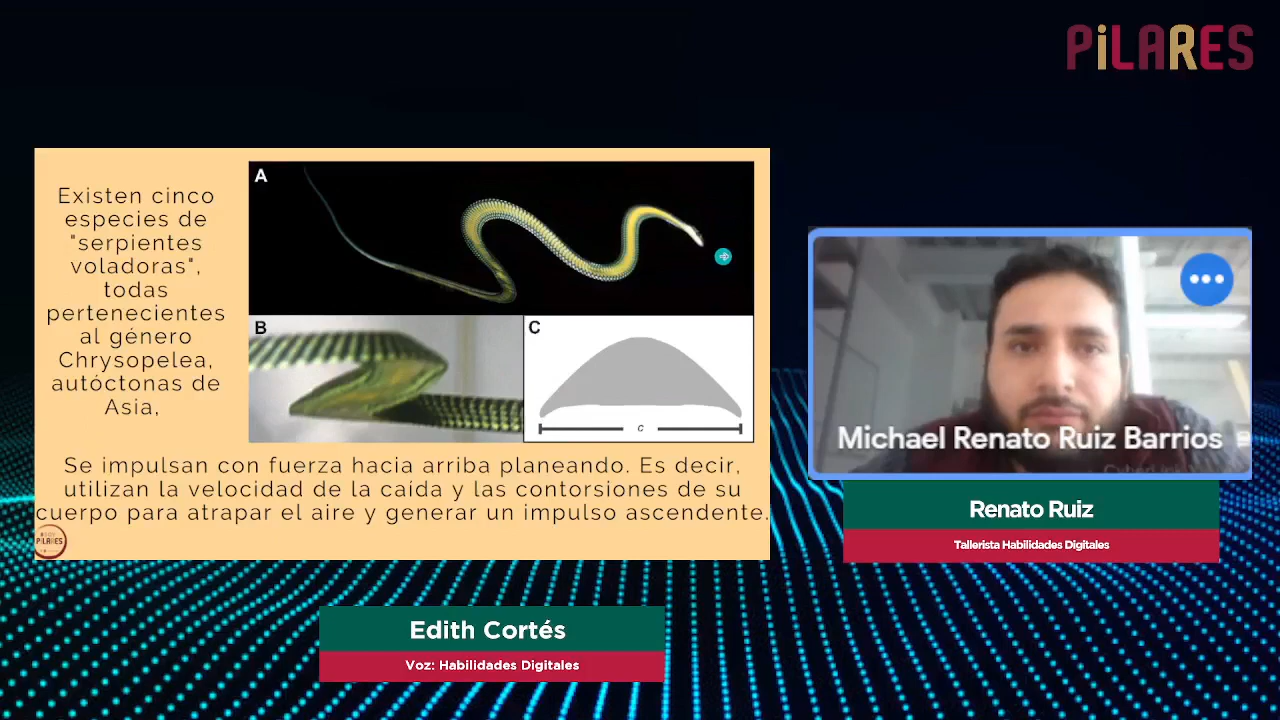 PiLARES
Existen cinco
especies de
"serpientes
voladoras",
todas
pertenecientes
al género
Chrysopelea,
autóctonas de
Asia,
A
B
C
c
Se impulsan con fuerza hacia arriba planeando. Es decir,
utilizan la velocidad de la caída y las contorsiones de su
cuerpo para atrapar el aire y generar un impulso ascendente.
PiLARES
Michael Renato Ruiz Barrios
CyberLink
Renato Ruiz
Tallerista Habilidades Digitales
Edith Cortés
Voz: Habilidades Digitales